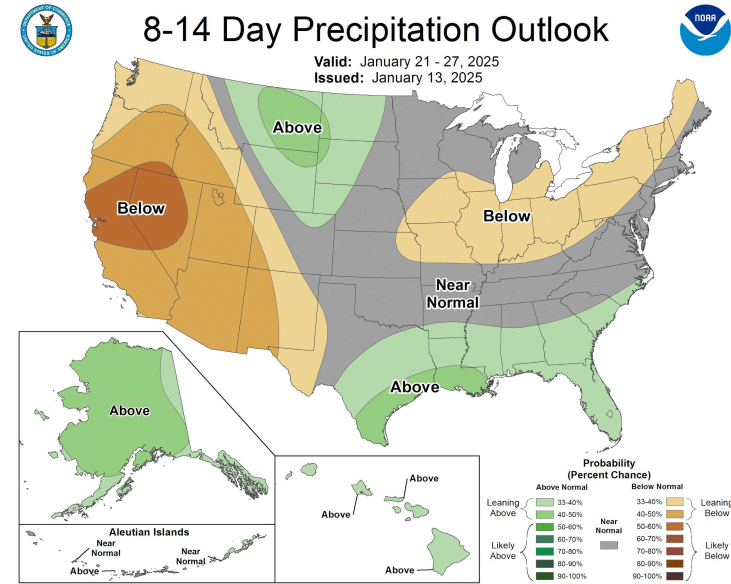 8-14 Day Precipitation Outlook
Valid: January 21 - 27, 2025
Issued: January 13, 2025
NOAA
Above
Below
Below
Near
Normal
Above
Above
Aleutian Islands
Near
Normal
Near
Normal
Above
Above
Above
Above
Probability
(Percent Chance)
Above Normal
Below Normal
Leaning
Above
33-40%
40-50%
Likely
Above
50-60%
60-70%
70-80%
80-90%
90-100%
Near
Normal
33-40%
40-50%
Leaning
Below
50-60%
60-70%
70-80%
80-90%
90-100%
Likely
Below